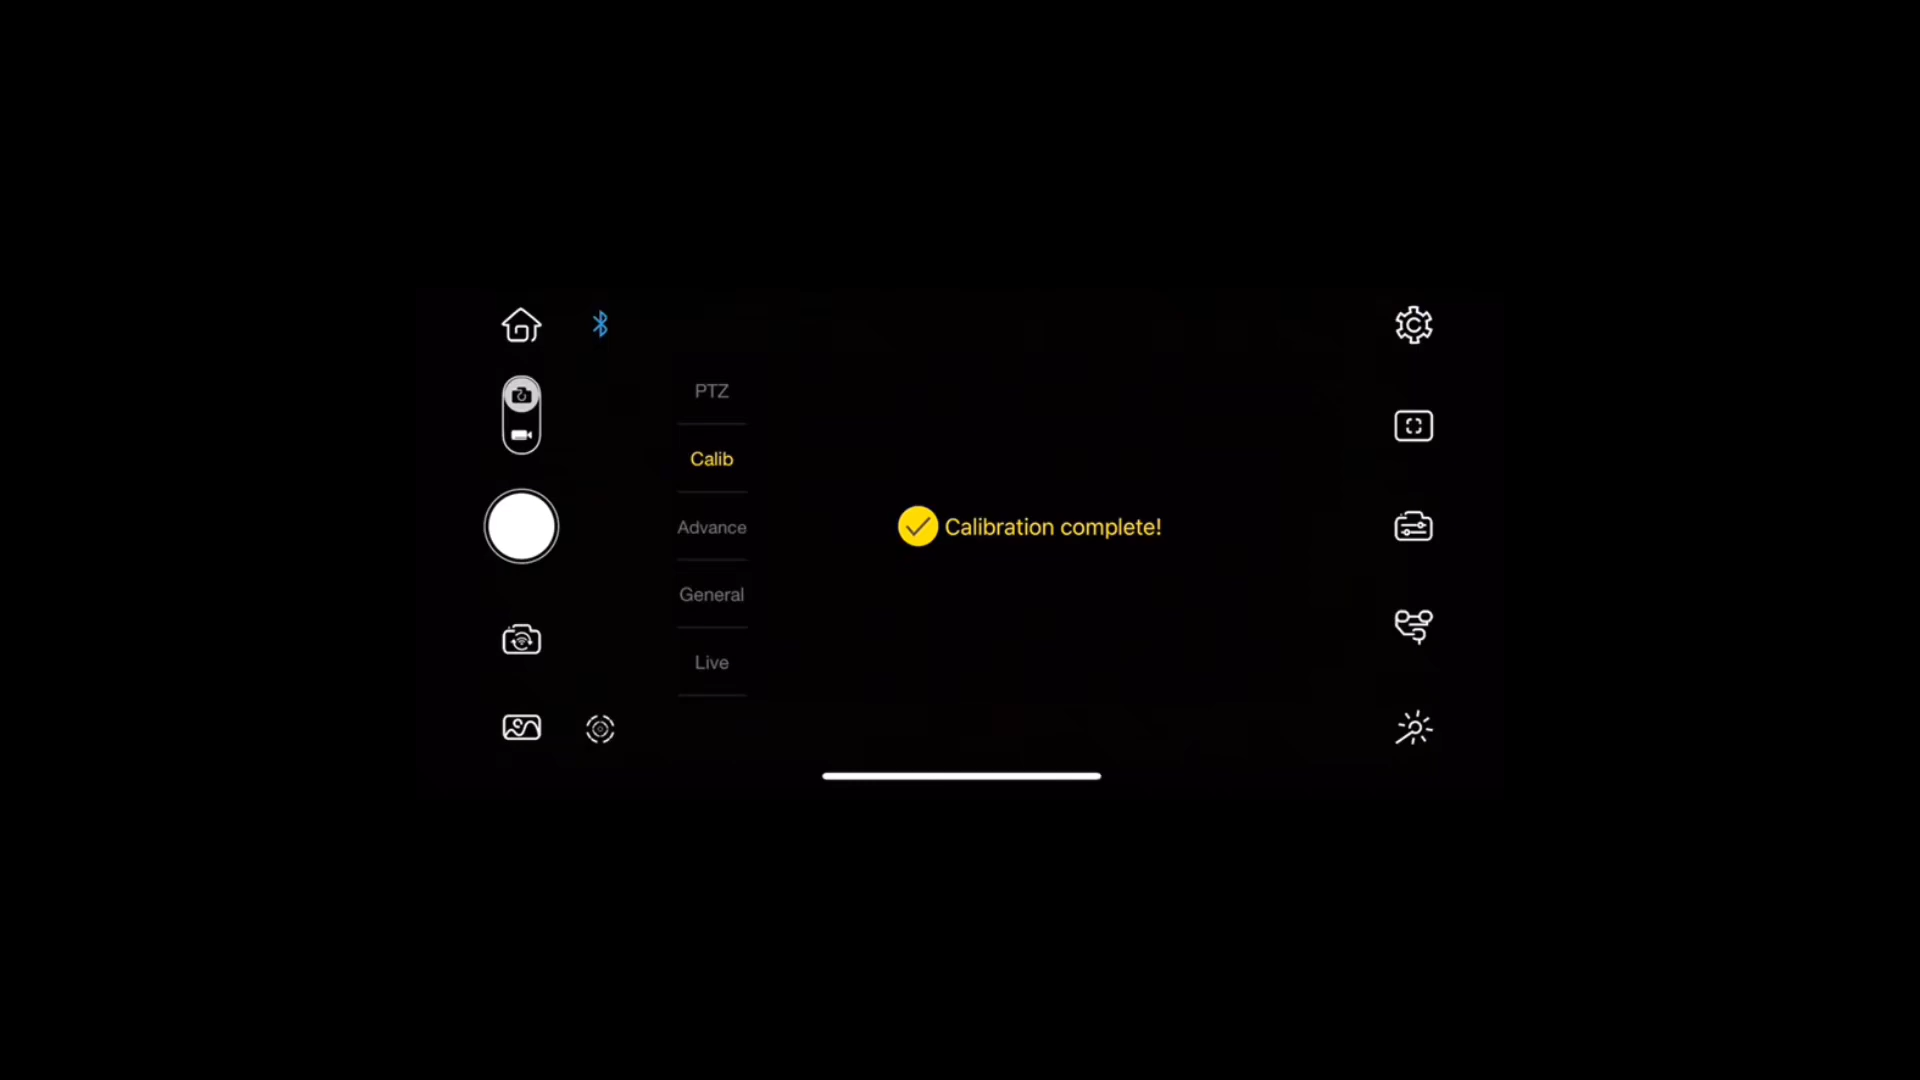 PTZ
Calib
Advance
General
Live
Calibration complete!